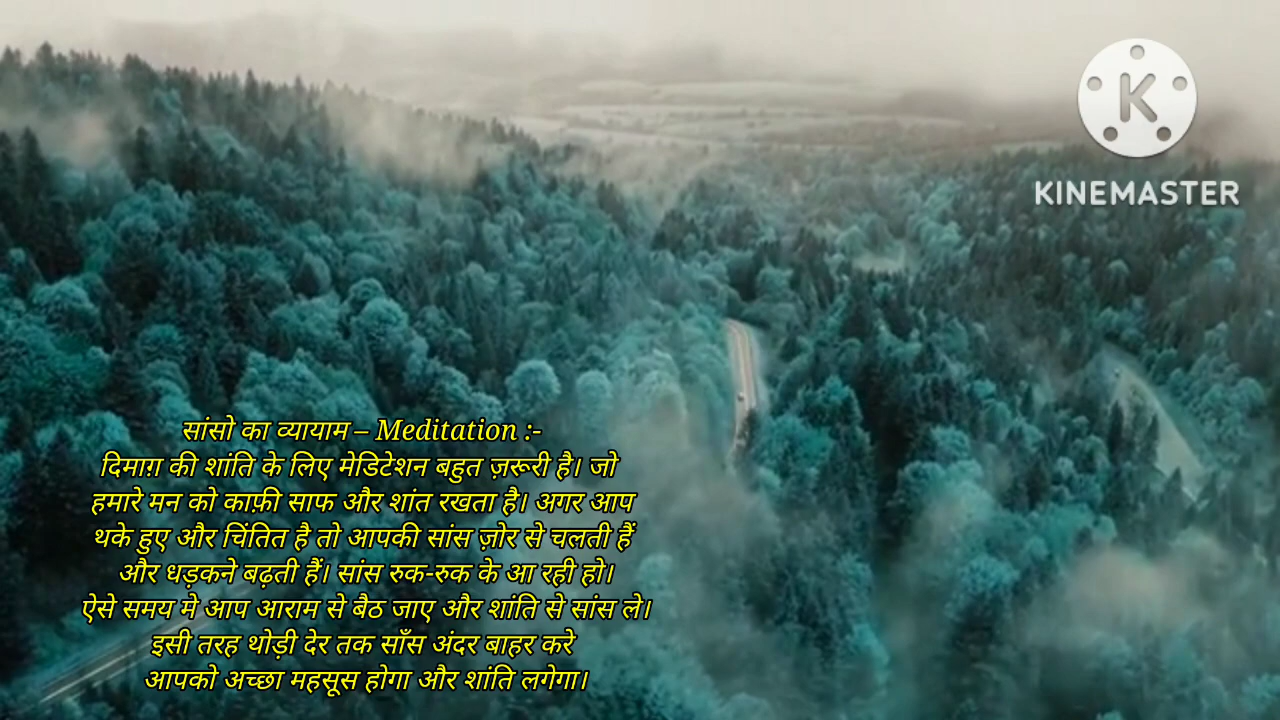 KINEMASTER
सांसो का व्यायाम – Meditation :-
दिमाग़ की शांति के लिए मेडिटेशन बहुत ज़रूरी है। जो
हमारे मन को काफ़ी साफ और शांत रखता है। अगर आप
थके हुए और चिंतित है तो आपकी सांस ज़ोर से चलती हैं
और धड़कने बढ़ती हैं। सांस रुक-रुक के आ रही हो।
ऐसे समय मे आप आराम से बैठ जाए और शांति से सांस ले।
इसी तरह थोड़ी देर तक साँस अंदर बाहर करे
आपको अच्छा महसूस होगा और शांति लगेगा।